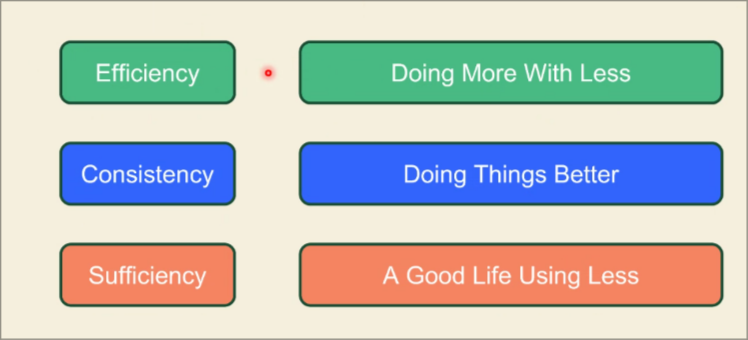 Efficiency
Doing More With Less
Consistency
Doing Things Better
Sufficiency
A Good Life Using Less